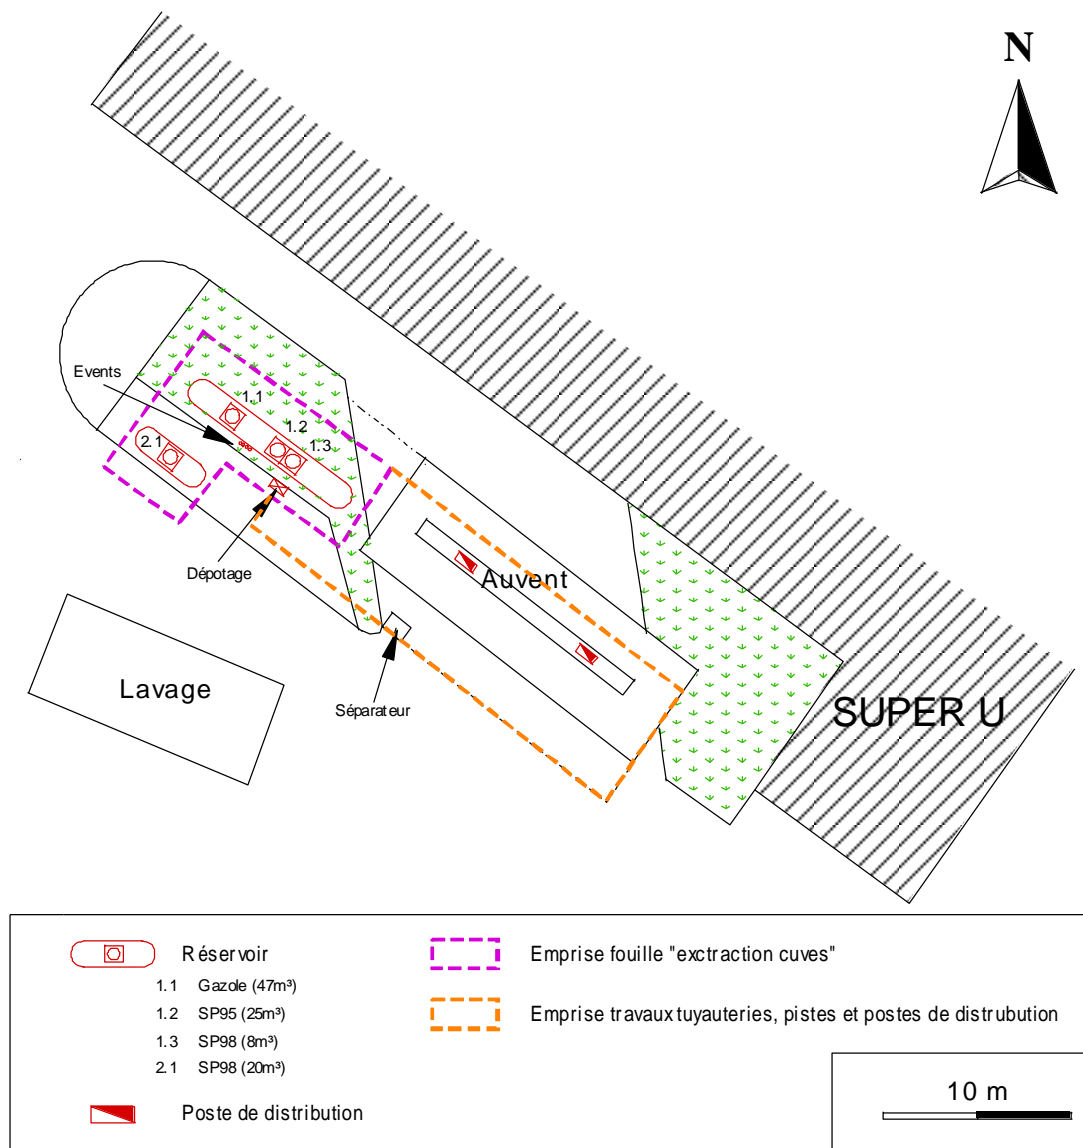 N
Events
1.1
1.2
1.3
2.1
Dépotage
Auvent
Lavage
Séparateur
SUPER U
Réservoir
1.1 Gazole (47m³)
1.2 SP95 (25m³)
1.3 SP98 (8m³)
2.1 SP98 (20m³)
Poste de distribution
Emprise fouille "exctraction cuves"
Emprise travaux tuyauteries, pistes et postes de distrubution
10 m